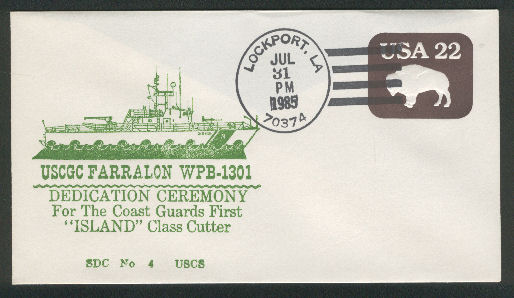 LOCKPORT, LA
JUL
31
PM
1985
70374
USA 22
USCGC FARRALON WPB-1301
DEDICATION CEREMONY
For The Coast Guards First
"ISLAND" Class Cutter
SDC No 4 USCS